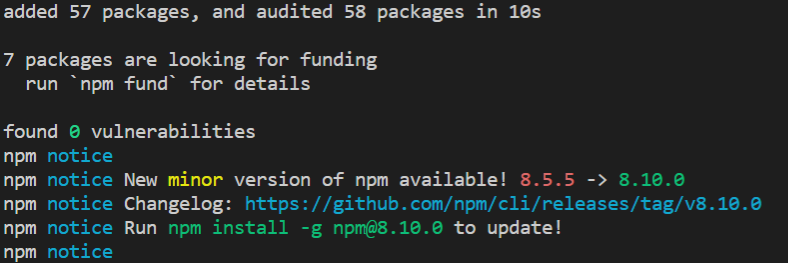 added 57 packages, and audited 58 packages in 10s
7 packages are looking for funding
run `npm fund` for details
found 0 vulnerabilities
npm notice
npm notice New minor version of npm available! 8.5.5 -> 8.10.0
npm notice Changelog: https://github.com/npm/cli/releases/tag/v8.10.0
npm notice Run npm install -g npm@8.10.0 to update!
npm notice